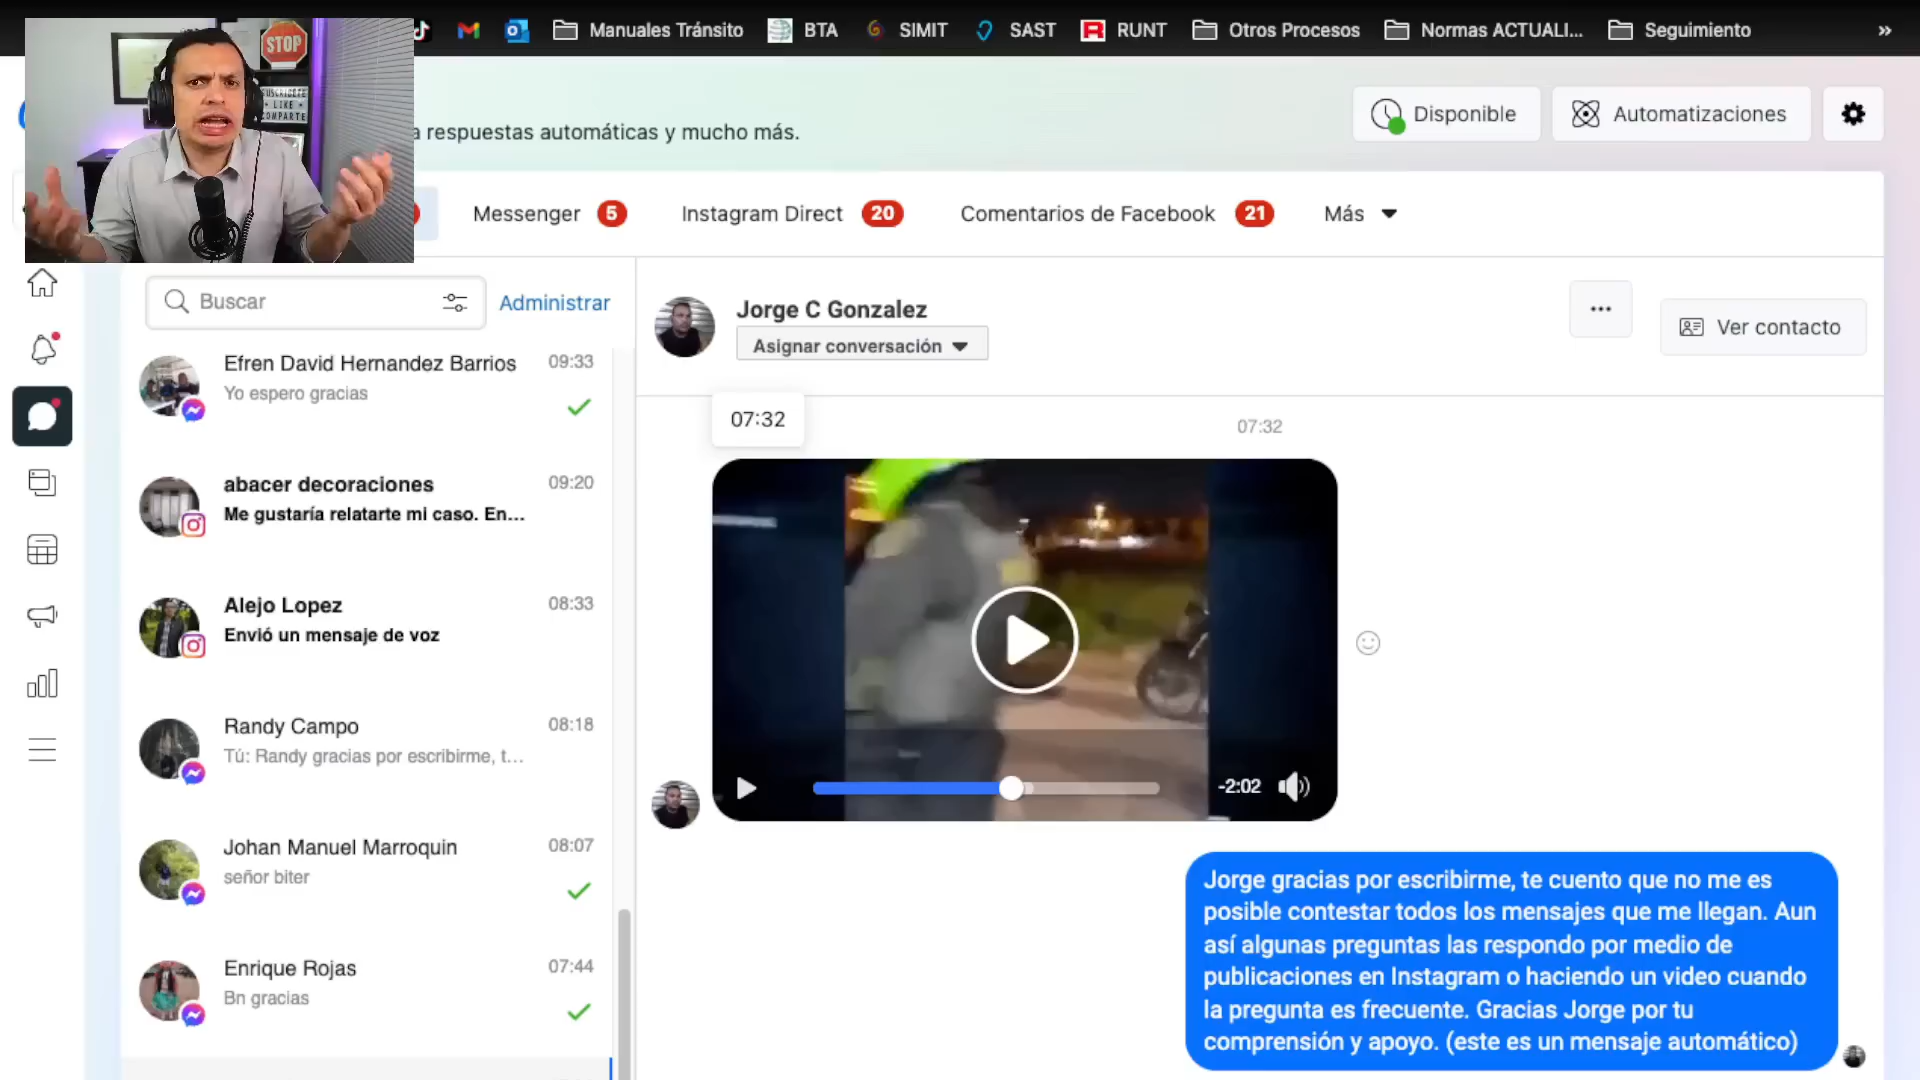 Manuales Tránsito
BTA
SIMIT
SAST
RUNT
Otros Procesos
Normas ACTUALI...
Seguimiento
»
STOP
SUSCRÍBETE
LIKE
COMPARTE
a respuestas automáticas y mucho más.
Disponible
Automatizaciones
Messenger 5
Instagram Direct 20
Comentarios de Facebook 21
Más
Buscar
Administrar
Efren David Hernandez Barrios 09:33
Yo espero gracias
abacer decoraciones 09:20
Me gustaría relatarte mi caso. En...
Alejo Lopez 08:33
Envió un mensaje de voz
Randy Campo 08:18
Tú: Randy gracias por escribirme, t...
Johan Manuel Marroquin 08:07
señor biter
Enrique Rojas 07:44
Bn gracias
Jorge C Gonzalez
Asignar conversación
...
Ver contacto
07:32
07:32
-2:02
Jorge gracias por escribirme, te cuento que no me es
posible contestar todos los mensajes que me llegan. Aun
así algunas preguntas las respondo por medio de
publicaciones en Instagram o haciendo un video cuando
la pregunta es frecuente. Gracias Jorge por tu
comprensión y apoyo. (este es un mensaje automático)